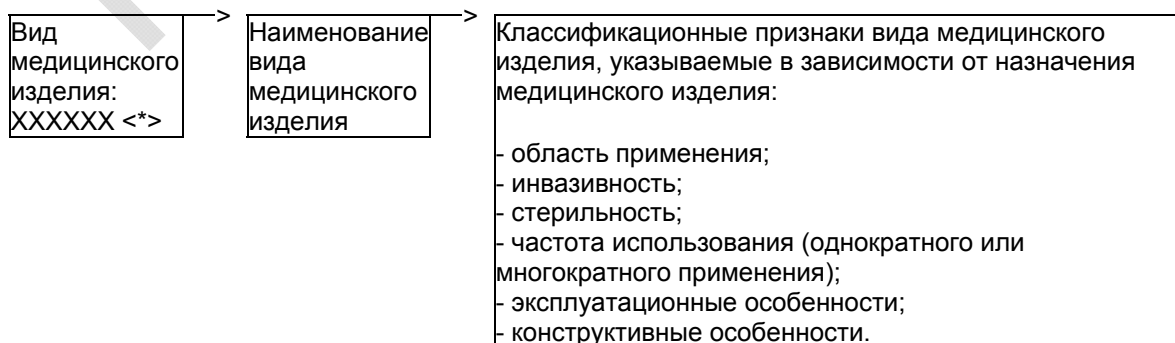 Вид
медицинского
изделия:
XXXXXX <*>
>
Наименование
вида
медицинского
изделия
>
Классификационные признаки вида медицинского
изделия, указываемые в зависимости от назначения
медицинского изделия:
- область применения;
- инвазивность;
- стерильность;
- частота использования (однократного или
многократного применения);
- эксплуатационные особенности;
- конструктивные особенности.